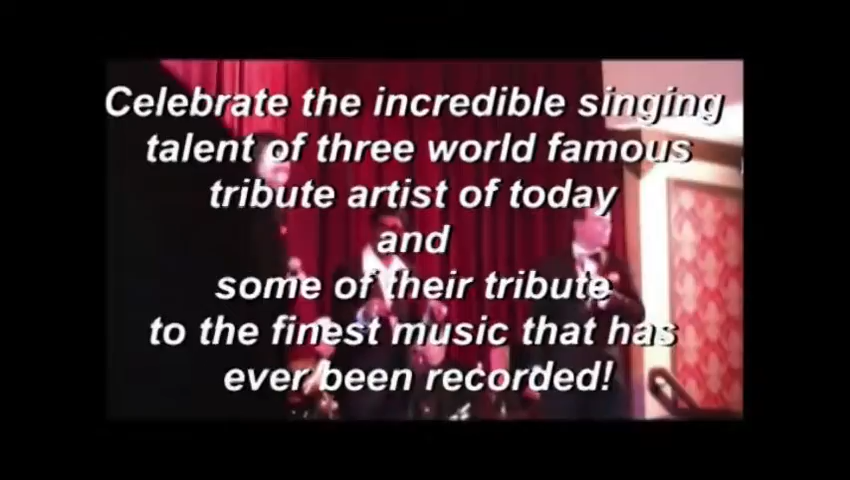 Celebrate the incredible singing
talent of three world famous
tribute artist of today
and
some of their tribute
to the finest music that has
ever been recorded!